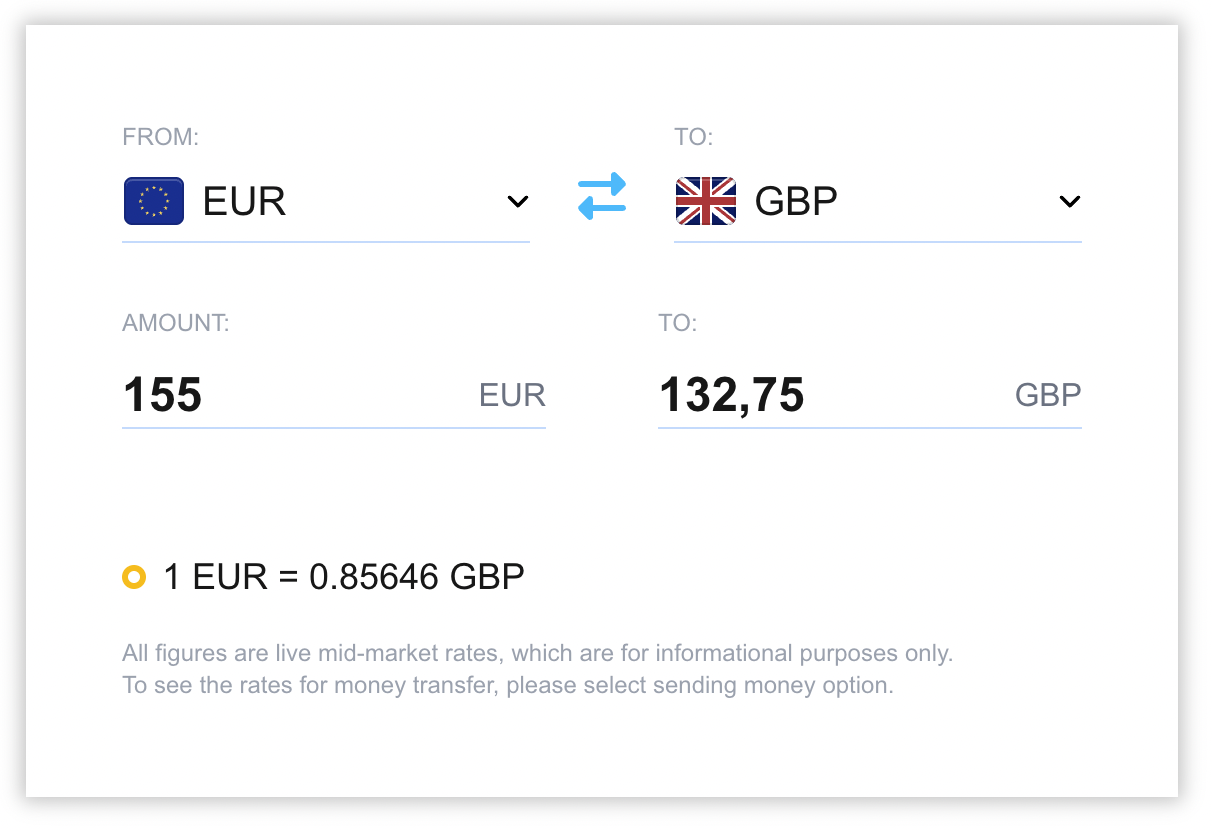 FROM:
TO:
EUR
GBP
AMOUNT:
TO:
155 EUR
132,75 GBP
1 EUR = 0.85646 GBP
All figures are live mid-market rates, which are for informational purposes only.
To see the rates for money transfer, please select sending money option.